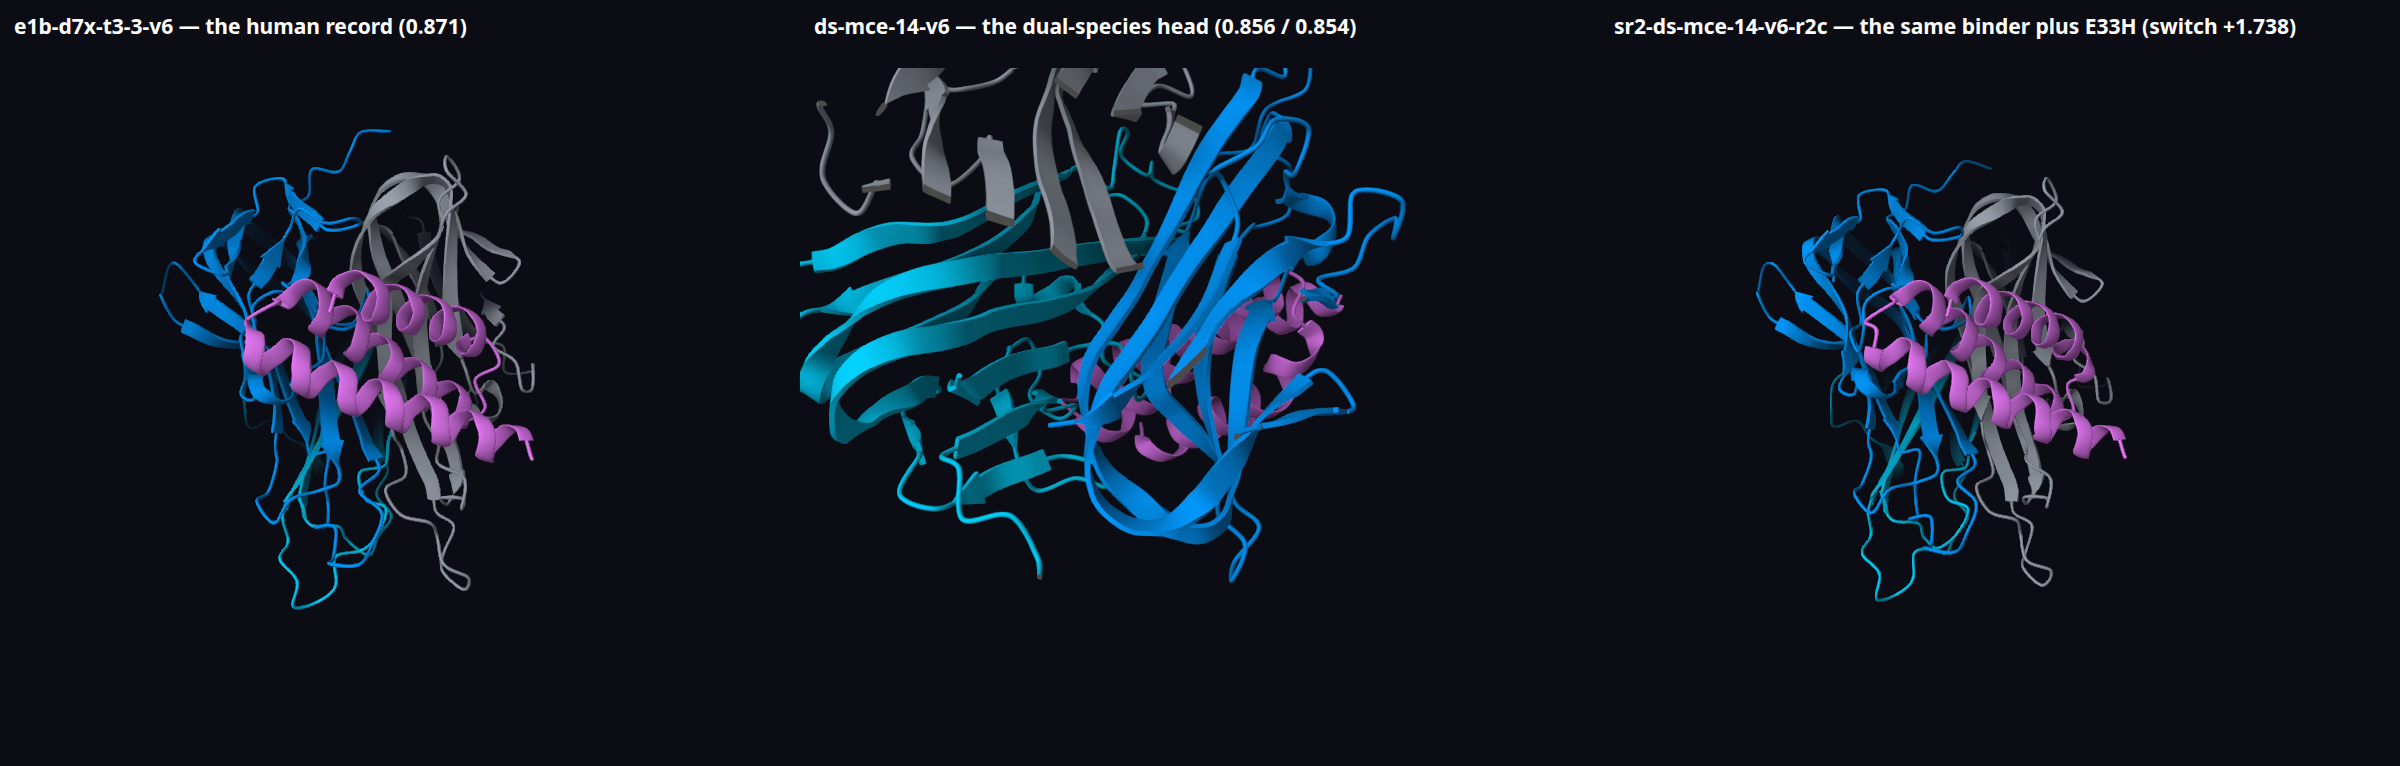 e1b-d7x-t3-3-v6 — the human record (0.871)
ds-mce-14-v6 — the dual-species head (0.856 / 0.854)
sr2-ds-mce-14-v6-r2c — the same binder plus E33H (switch +1.738)